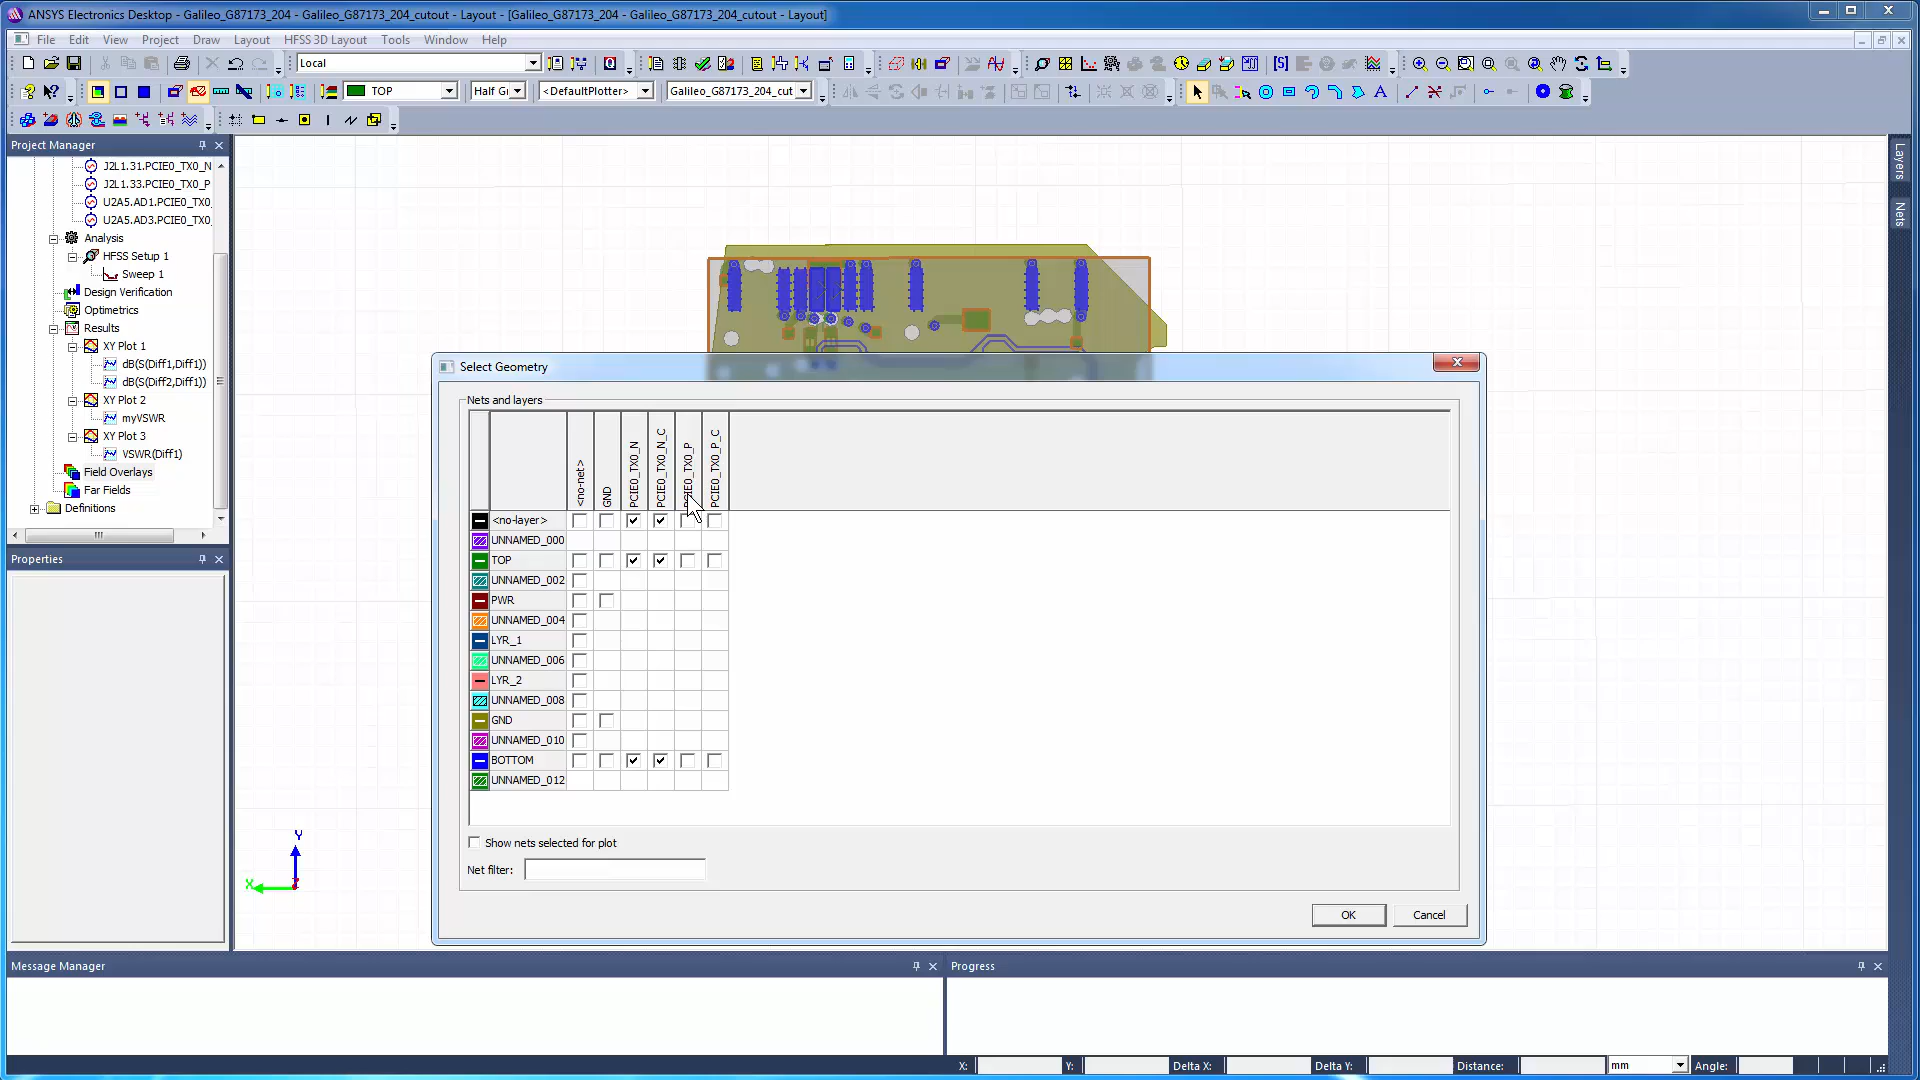 ANSYS Electronics Desktop - Galileo_G87173_204 - Galileo_G87173_204_cutout - Layout - [Galileo_G87173_204 - Galileo_G87173_204_cutout - Layout]
File Edit View Project Draw Layout HFSS 3D Layout Tools Window Help
Local
TOP Half Gri <DefaultPlotter> Galileo_G87173_204_cut
Project Manager
J2L1.31.PCIE0_TX0_N
J2L1.33.PCIE0_TX0_P
U2A5.AD1.PCIE0_TX0_
U2A5.AD3.PCIE0_TX0_
Analysis
HFSS Setup 1
Sweep 1
Design Verification
Optimetrics
Results
XY Plot 1
dB(S(Diff1,Diff1))
dB(S(Diff2,Diff1))
XY Plot 2
myVSWR
XY Plot 3
VSWR(Diff1)
Field Overlays
Far Fields
Definitions
Properties
Layers
Nets
Y
X
Z
Select Geometry
Nets and layers
<no-net> GND PCIE0_TX0_N PCIE0_TX0_N_C PCIE0_TX0_P PCIE0_TX0_P_C
<no-layer>
UNNAMED_000
TOP
UNNAMED_002
PWR
UNNAMED_004
LYR_1
UNNAMED_006
LYR_2
UNNAMED_008
GND
UNNAMED_010
BOTTOM
UNNAMED_012
Show nets selected for plot
Net filter:
OK Cancel
Message Manager
Progress
X: Y: Delta X: Delta Y: Distance: mm Angle: